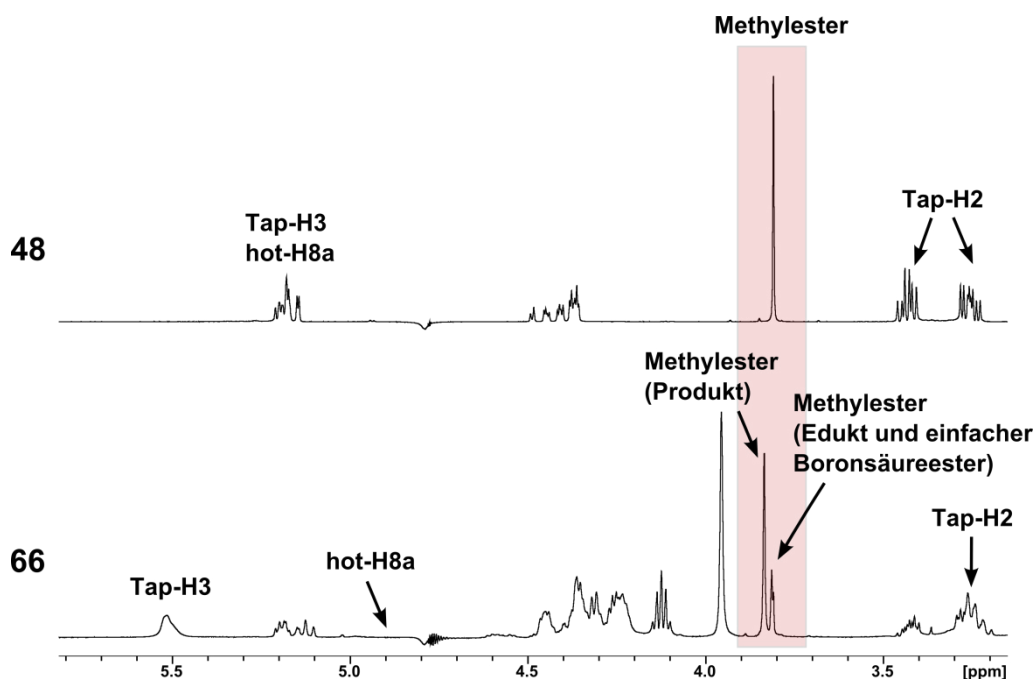 Methylester
48
Tap-H3
hot-H8a
Tap-H2
Methylester
(Produkt)
Methylester
(Edukt und einfacher
Boronsäureester)
66
Tap-H3
hot-H8a
Tap-H2
5.5 5.0 4.5 4.0 3.5 [ppm]